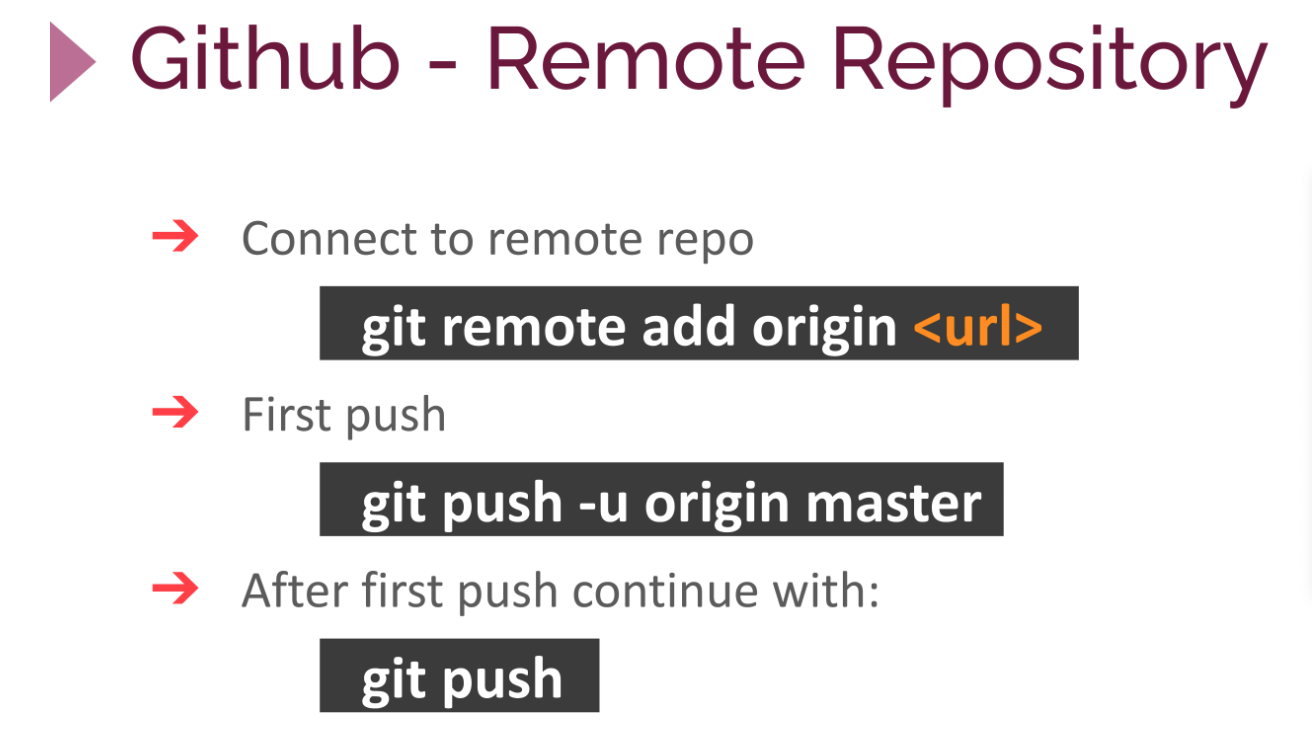 Github - Remote Repository
➔ Connect to remote repo
git remote add origin <url>
➔ First push
git push -u origin master
➔ After first push continue with:
git push